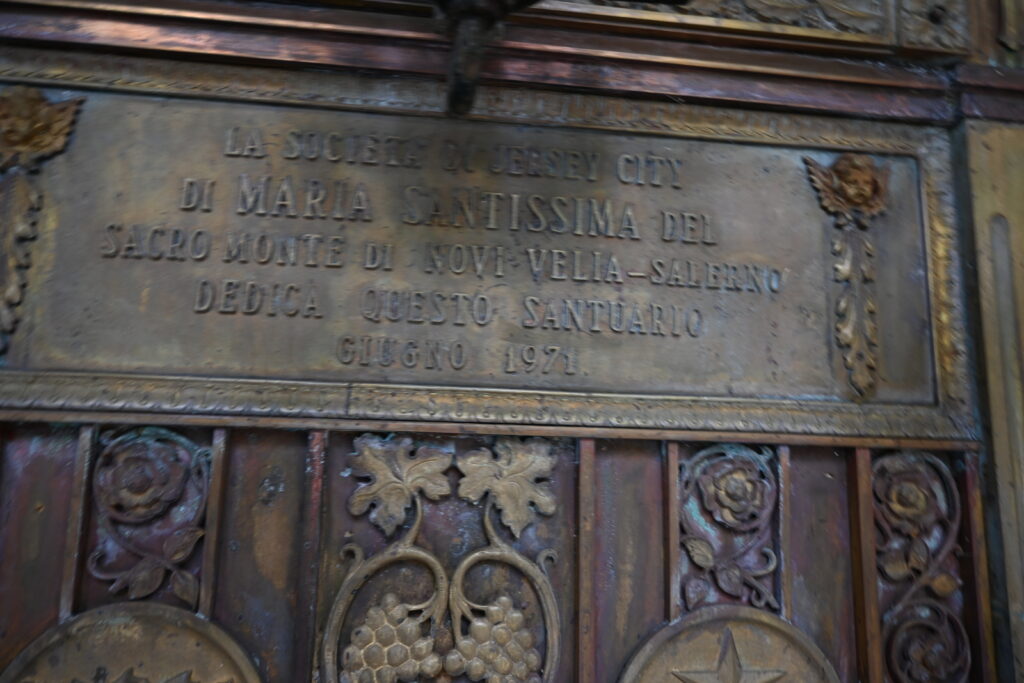 LA SOCIETÀ DI JERSEY CITY
DI MARIA SANTISSIMA DEL
SACRO MONTE DI NOVI VELIA-SALERNO
DEDICA QUESTO SANTUARIO
GIUGNO 1971